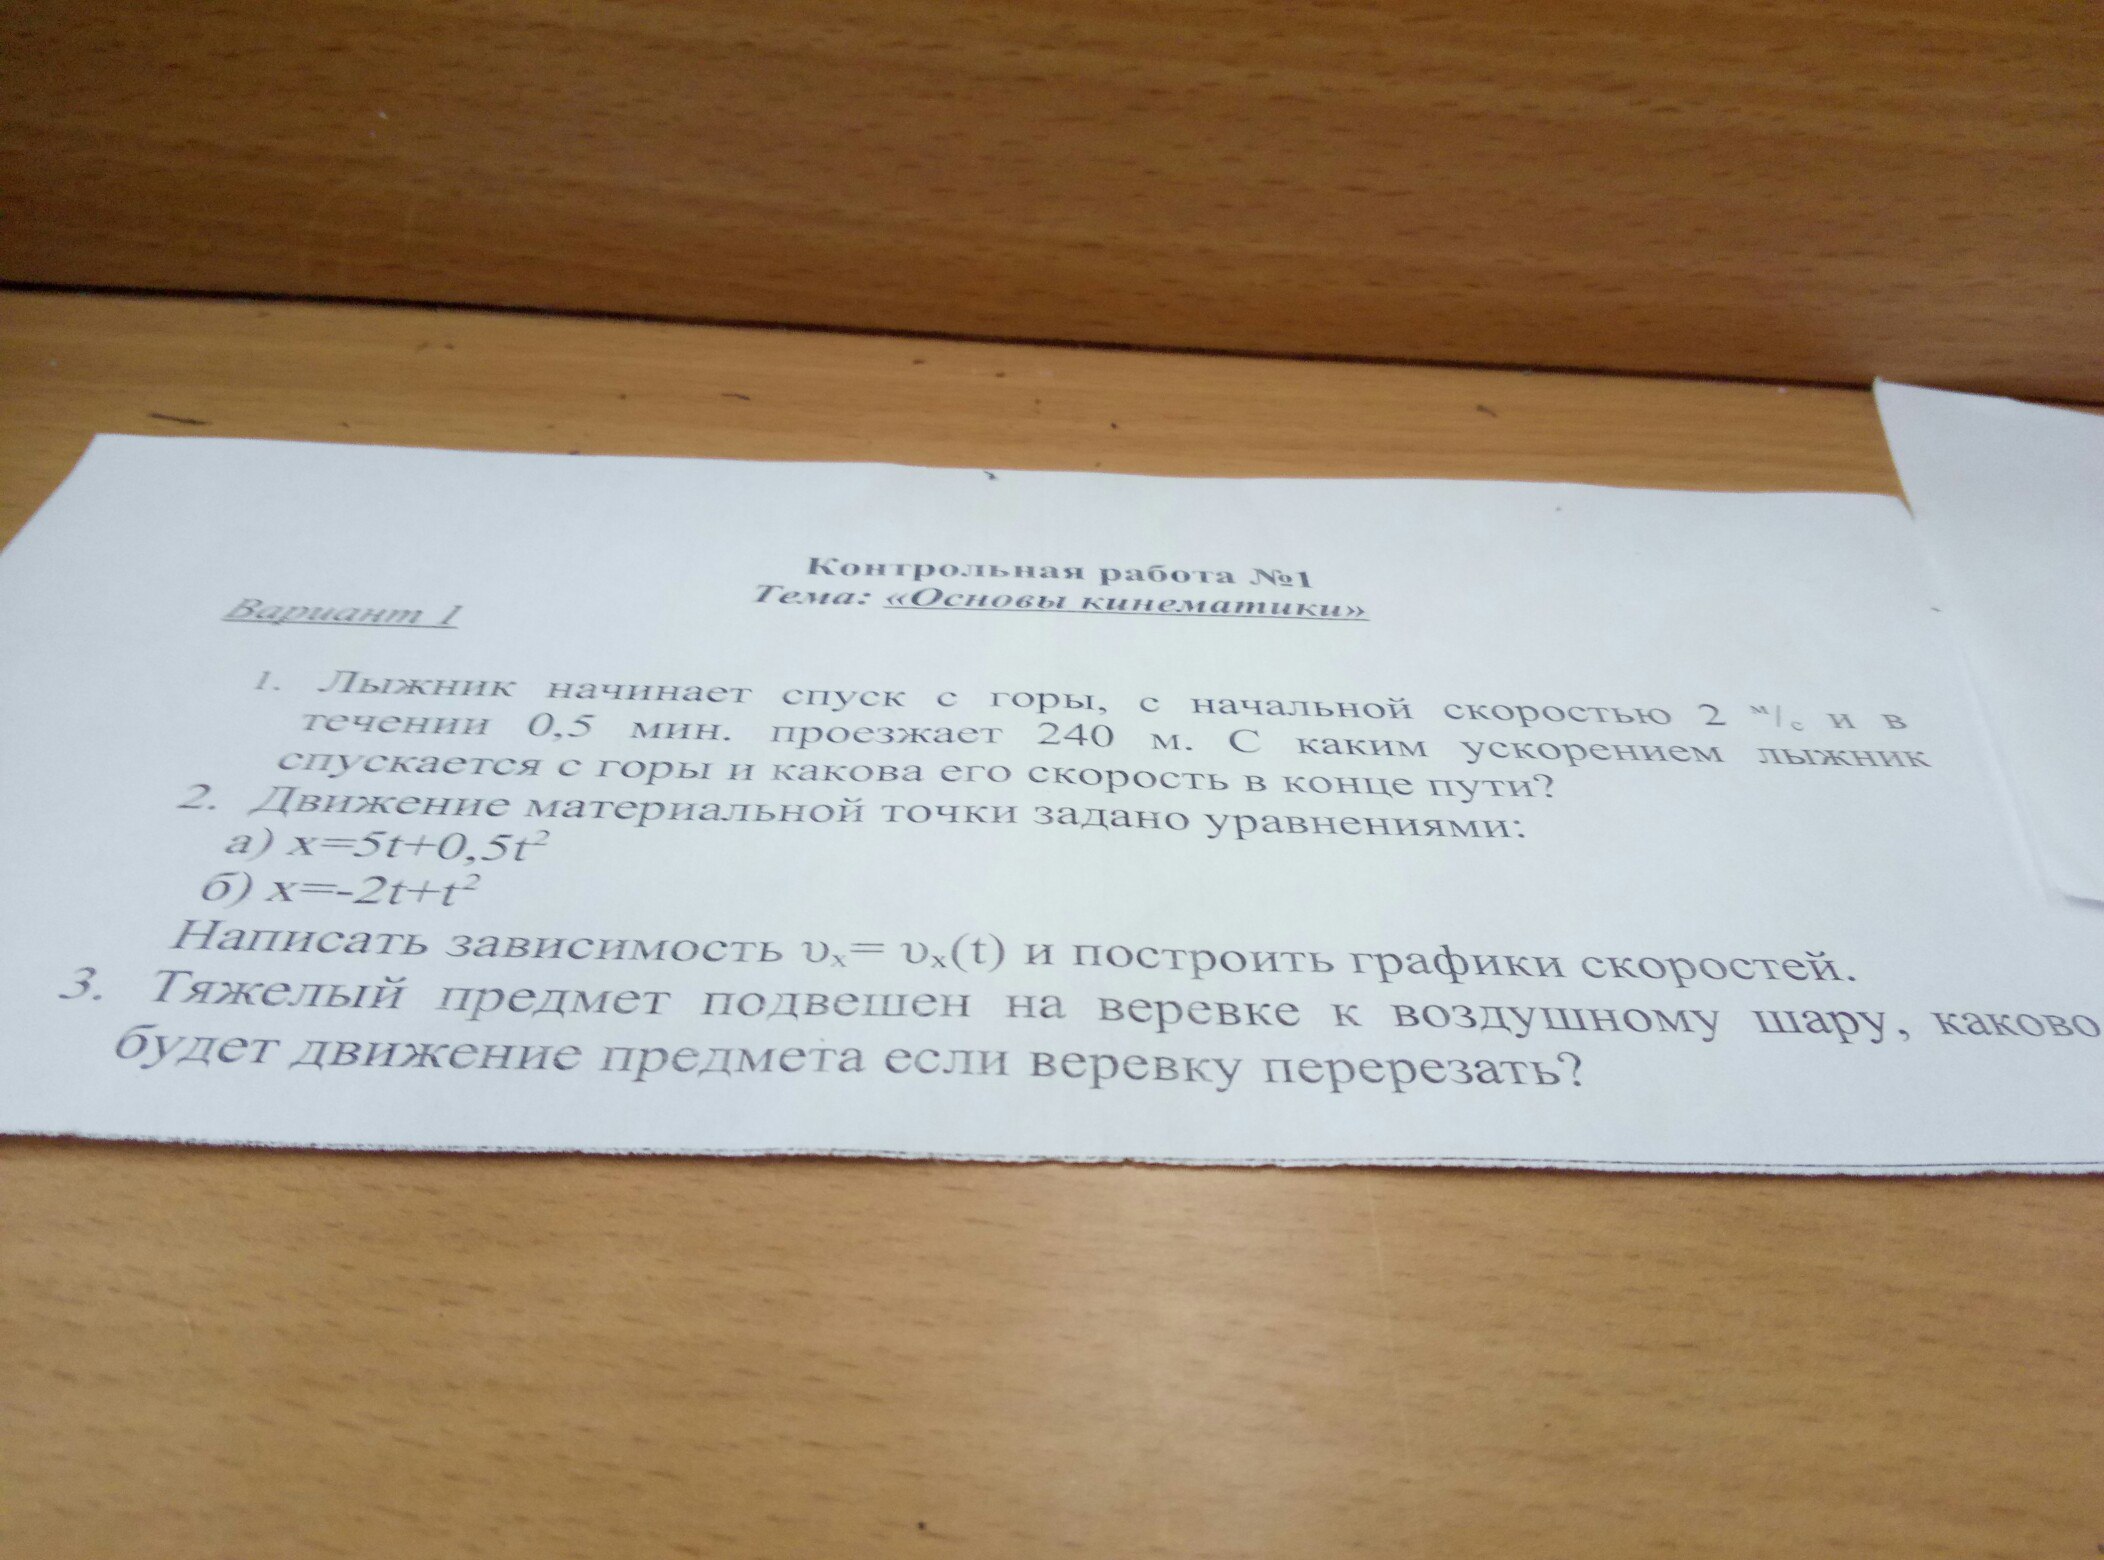 Контрольная работа №1
Тема: «Основы кинематики»
Вариант 1
1. Лыжник начинает спуск с горы, с начальной скоростью 2 м/с и в
течении 0,5 мин. проезжает 240 м. С каким ускорением лыжник
спускается с горы и какова его скорость в конце пути?
2. Движение материальной точки задано уравнениями:
а) x=5t+0,5t²
б) x=-2t+t²
Написать зависимость υₓ= υₓ(t) и построить графики скоростей.
3. Тяжелый предмет подвешен на веревке к воздушному шару, каково
будет движение предмета если веревку перерезать?